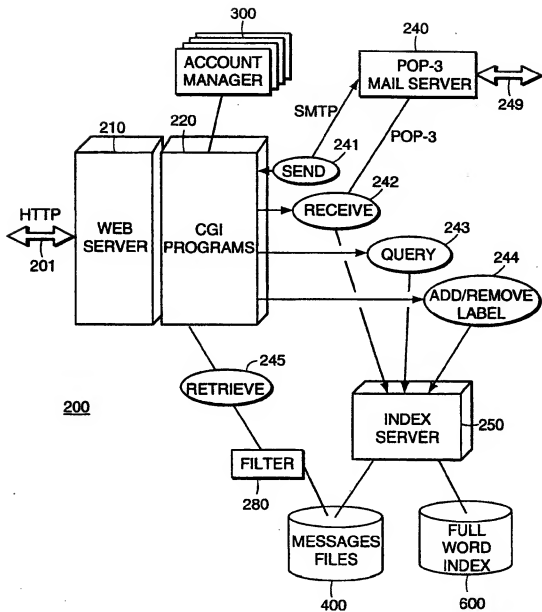 300
ACCOUNT
MANAGER
240
POP-3
MAIL SERVER
249
SMTP
POP-3
210
220
241
SEND
242
RECEIVE
HTTP
201
WEB
SERVER
CGI
PROGRAMS
243
QUERY
244
ADD/REMOVE
LABEL
245
RETRIEVE
200
INDEX
SERVER
250
FILTER
280
MESSAGES
FILES
400
FULL
WORD
INDEX
600